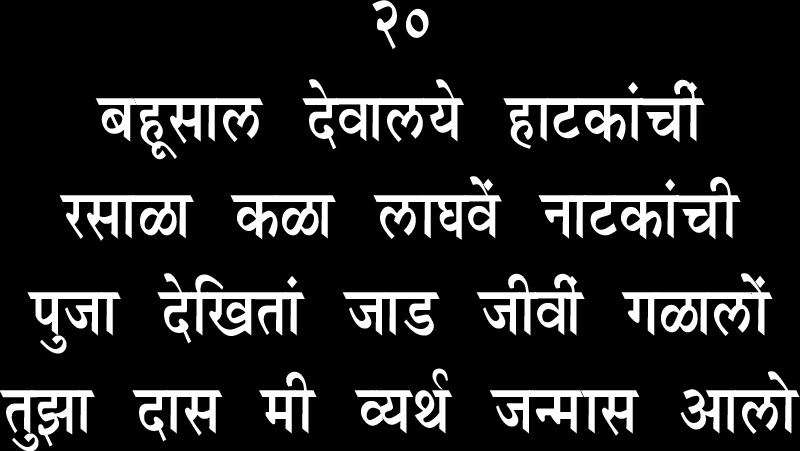 २०
बहूसाल देवालये हाटकांचीं
रसाळा कळा लाघवें नाटकांची
पुजा देखितां जाड जीवीं गळालों
तुझा दास मी व्यर्थ जन्मास आलो